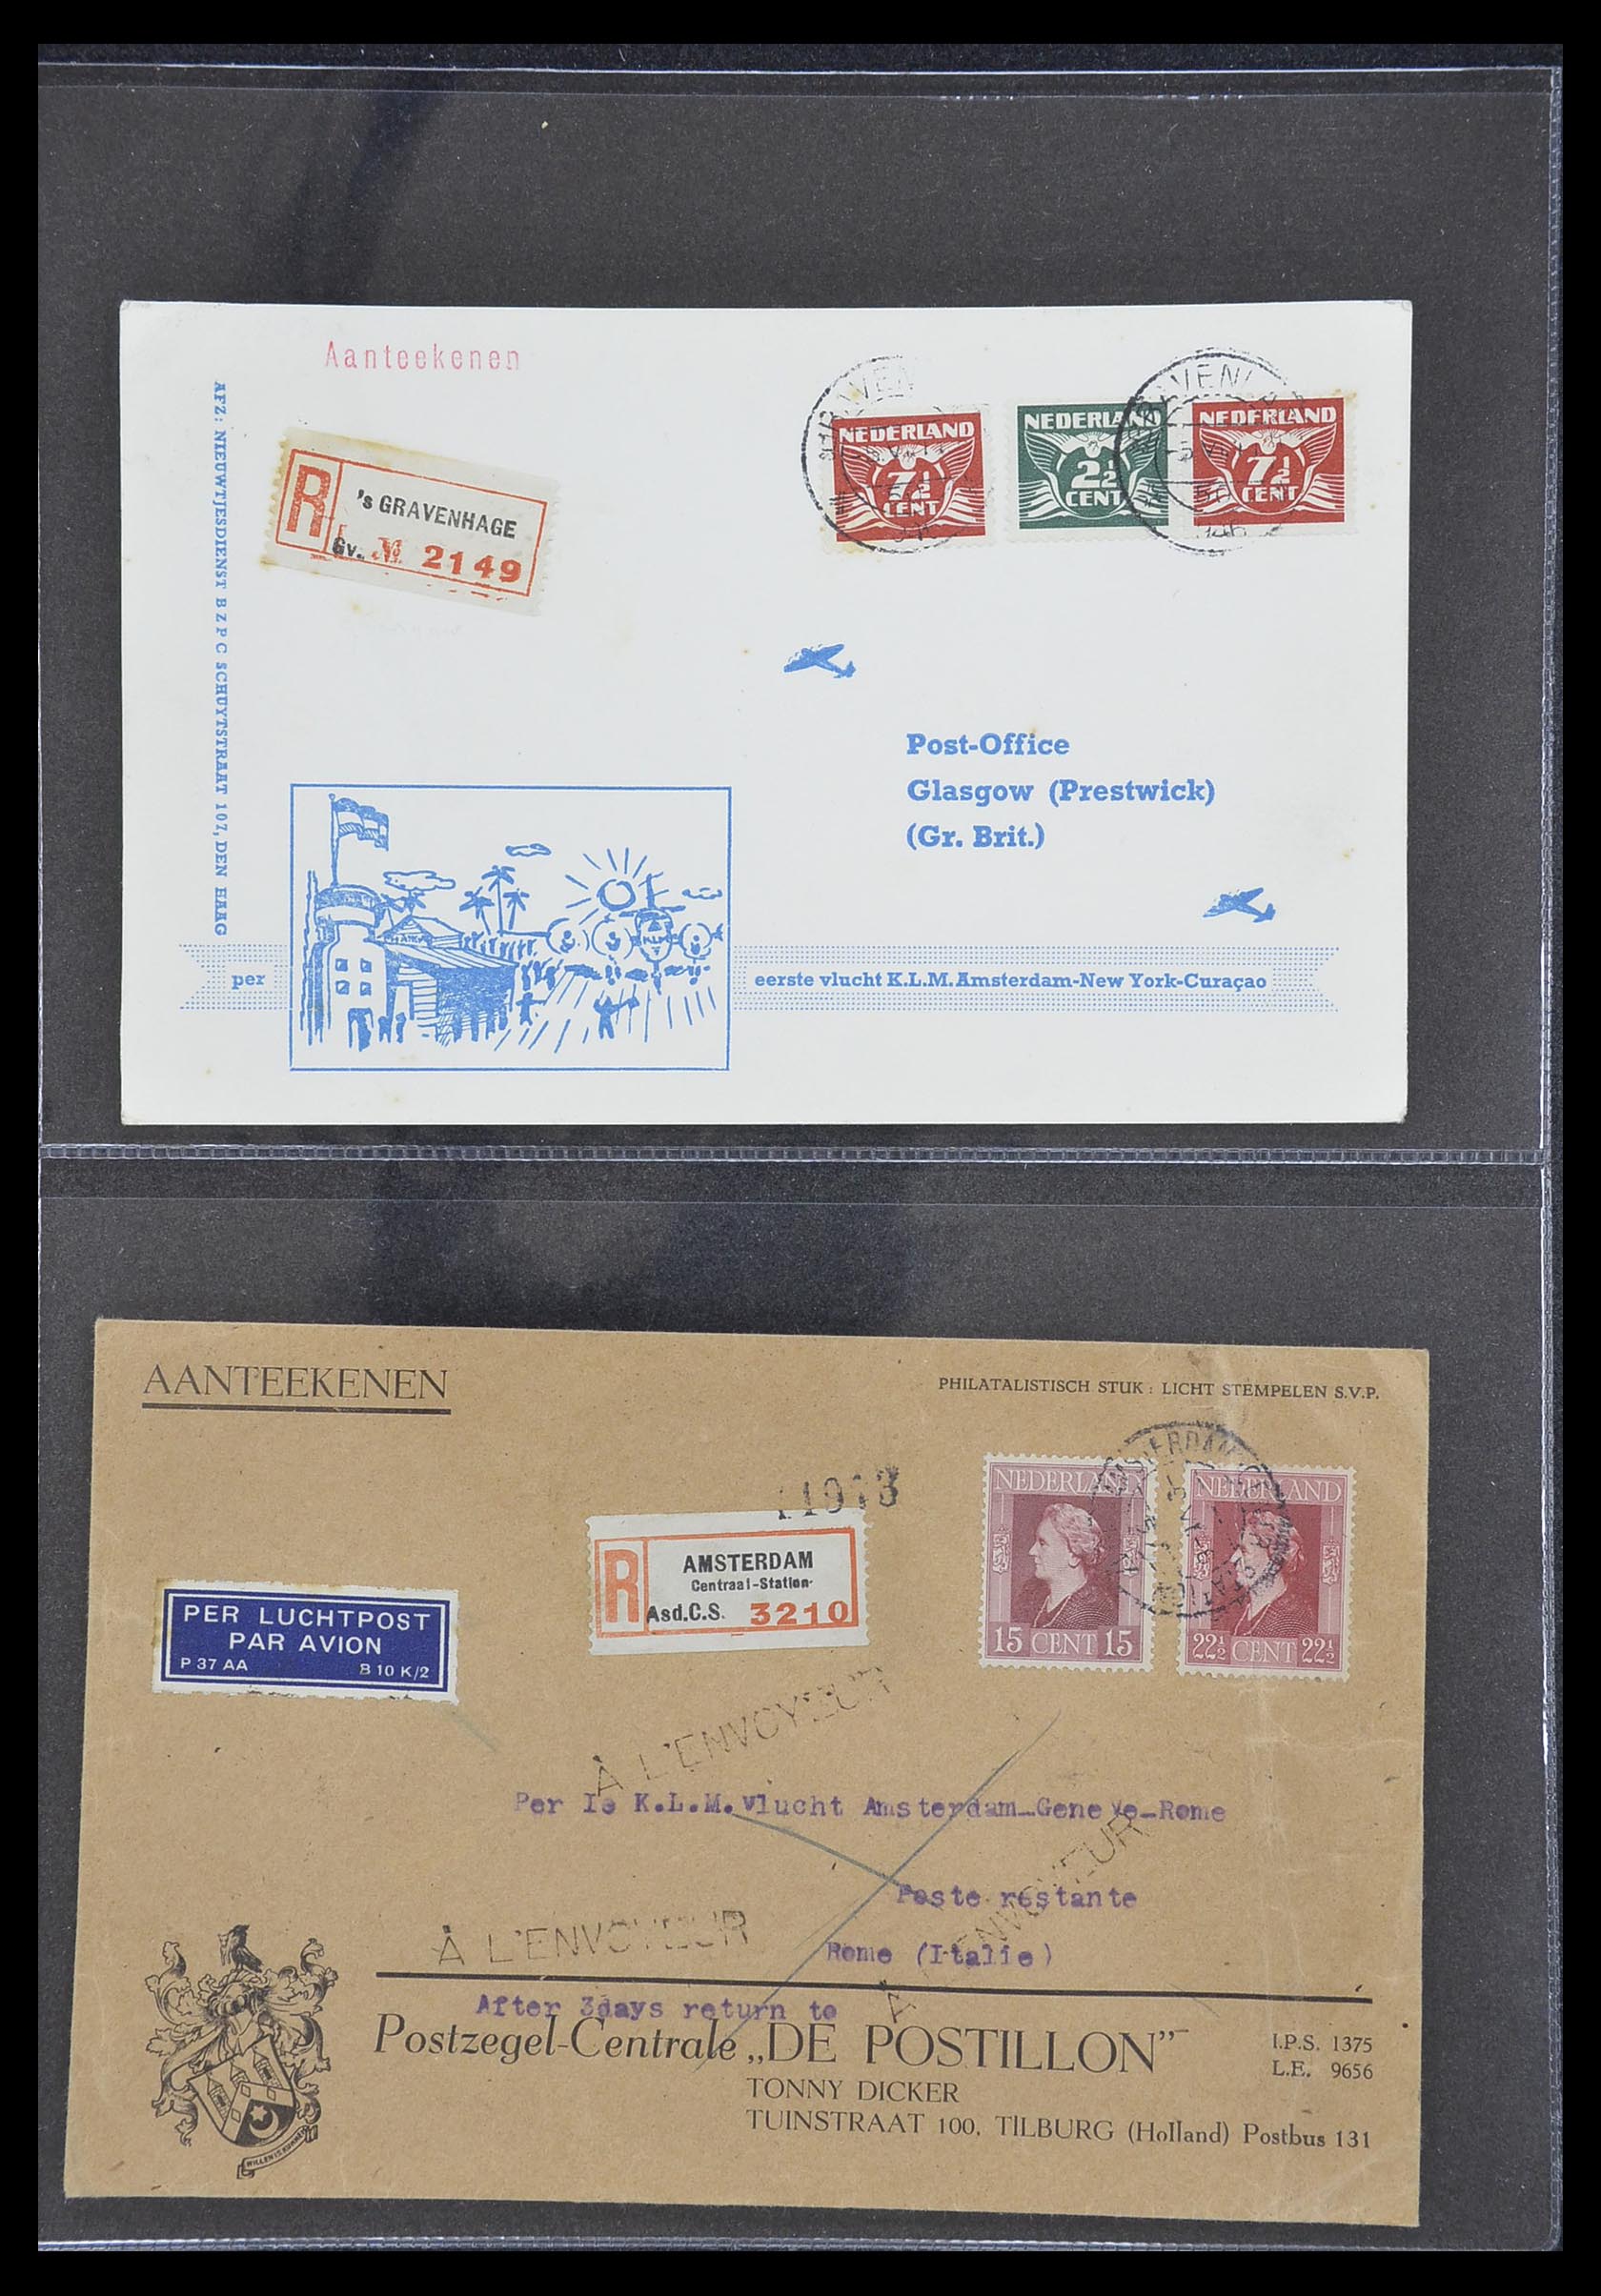 Aanteekenen
AFZ: NIEUWTJESDIENST B Z P C SCHUYTSTRAAT 107, DEN HAAG
R
's GRAVENHAGE
Gv. № 2149
NEDERLAND
7½
CENT
NEDERLAND
2½
CENT
NEDERLAND
7½
CENT
Post-Office
Glasgow (Prestwick)
(Gr. Brit.)
per
eerste vlucht K.L.M. Amsterdam-New York-Curaçao
AANTEEKENEN
PHILATALISTISCH STUK : LICHT STEMPELEN S.V.P.
R
AMSTERDAM
Centraal-Station
Asd.C.S. 3210
NEDERLAND
15 CENT 15
NEDERLAND
22½ CENT 22½
PER LUCHTPOST
PAR AVION
P 37 AA B 10 K/2
À L'ENVOYEUR
Per Ie K.L.M. vlucht Amsterdam-Geneve-Rome
Poste restante
À L'ENVOYEUR
À L'ENVOYEUR
Rome (Italie)
After 3days return to
Postzegel-Centrale „DE POSTILLON”
I.P.S. 1375
L.E. 9656
TONNY DICKER
TUINSTRAAT 100, TILBURG (Holland) Postbus 131